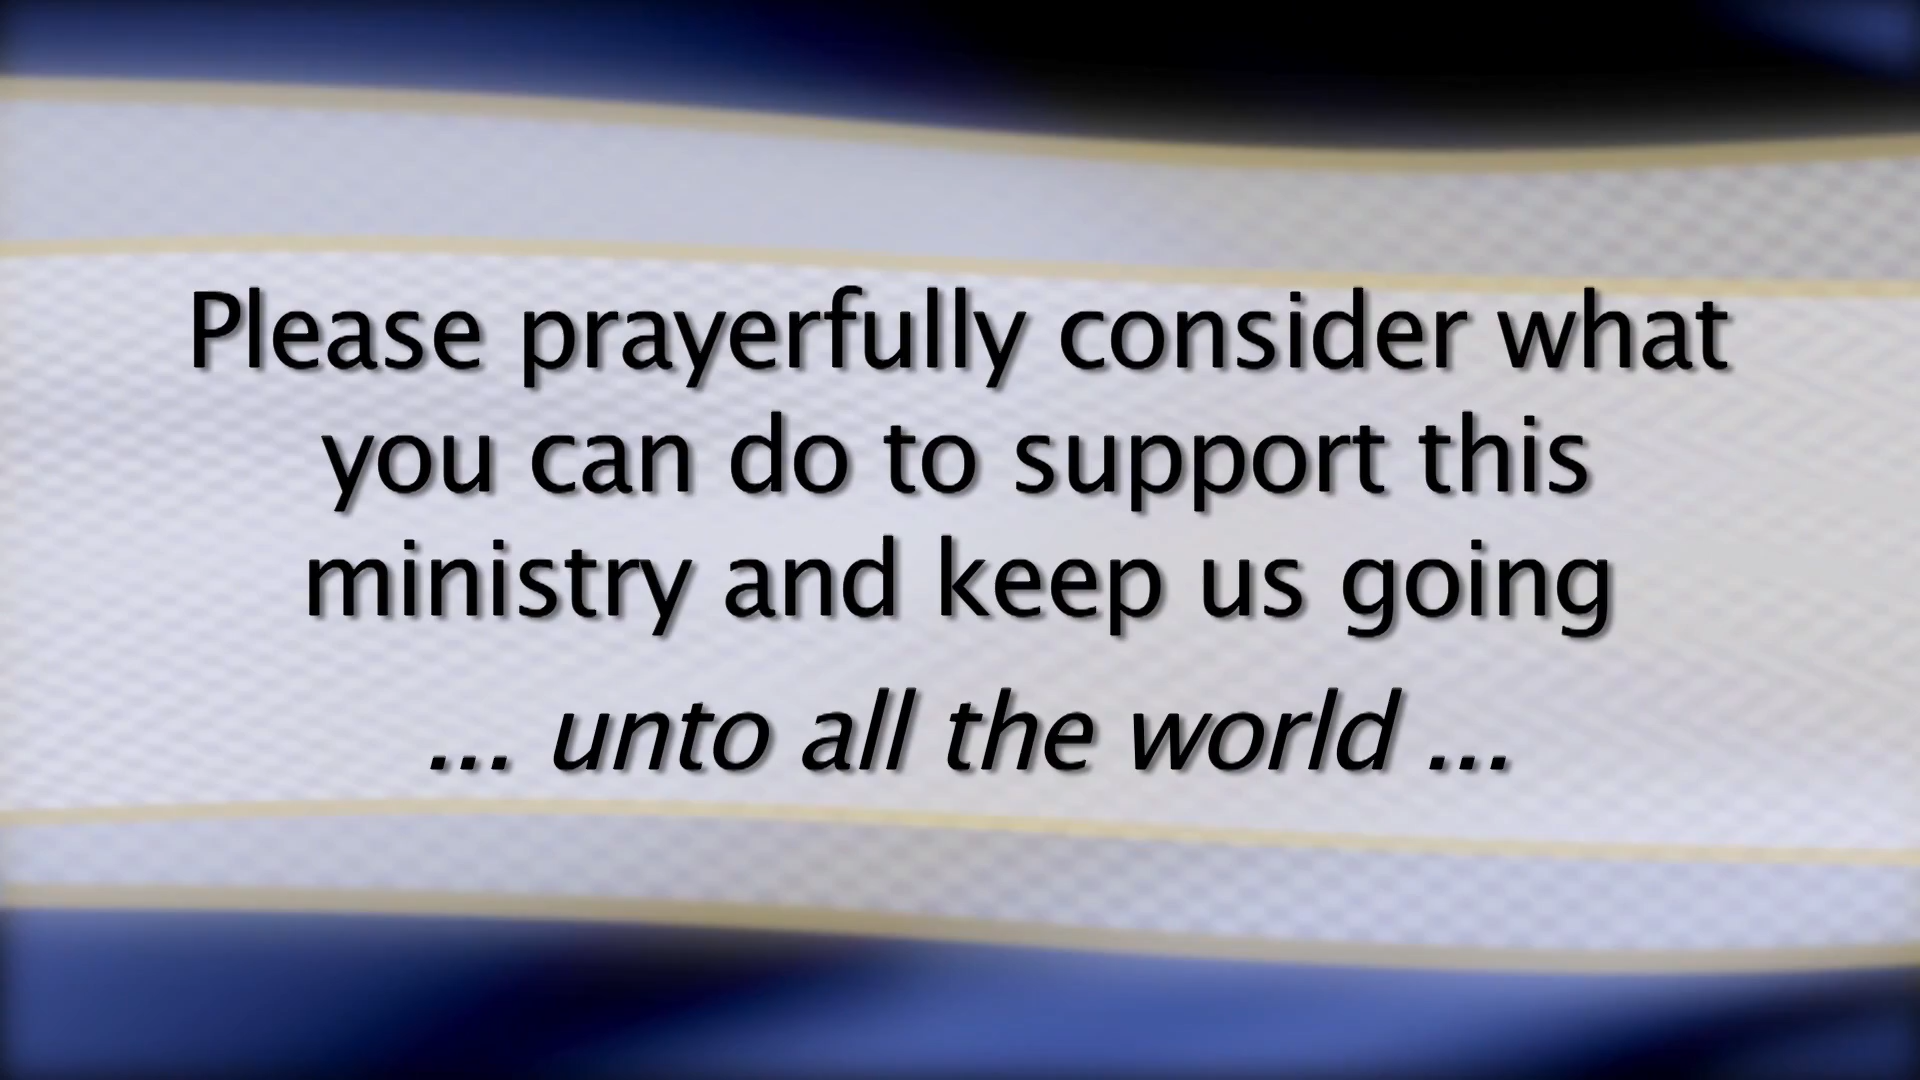 Please prayerfully consider what
you can do to support this
ministry and keep us going
... unto all the world ...